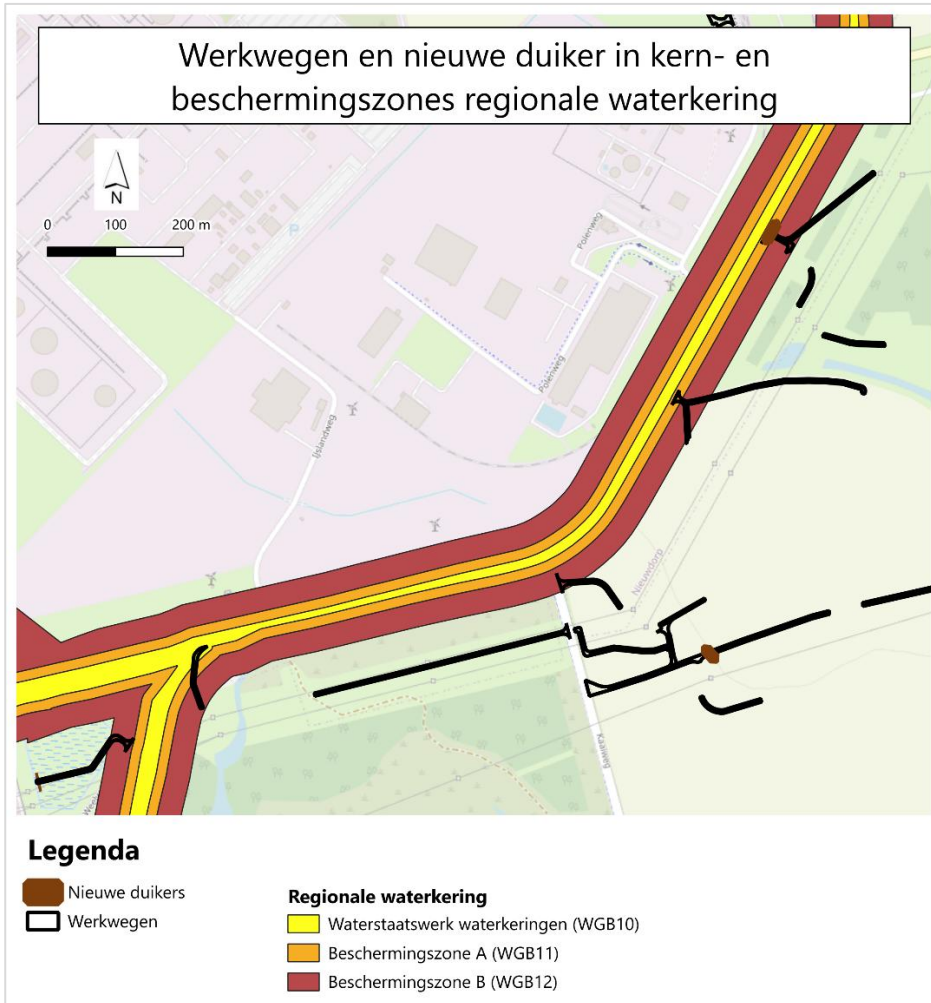 Werkwegen en nieuwe duiker in kern- en
beschermingszones regionale waterkering
N
0 100 200 m
P
Polenweg
Polenweg
IJslandweg
Nieuwdorp
Kaaiweg
Legenda
Nieuwe duikers
Werkwegen
Regionale waterkering
Waterstaatswerk waterkeringen (WGB10)
Beschermingszone A (WGB11)
Beschermingszone B (WGB12)